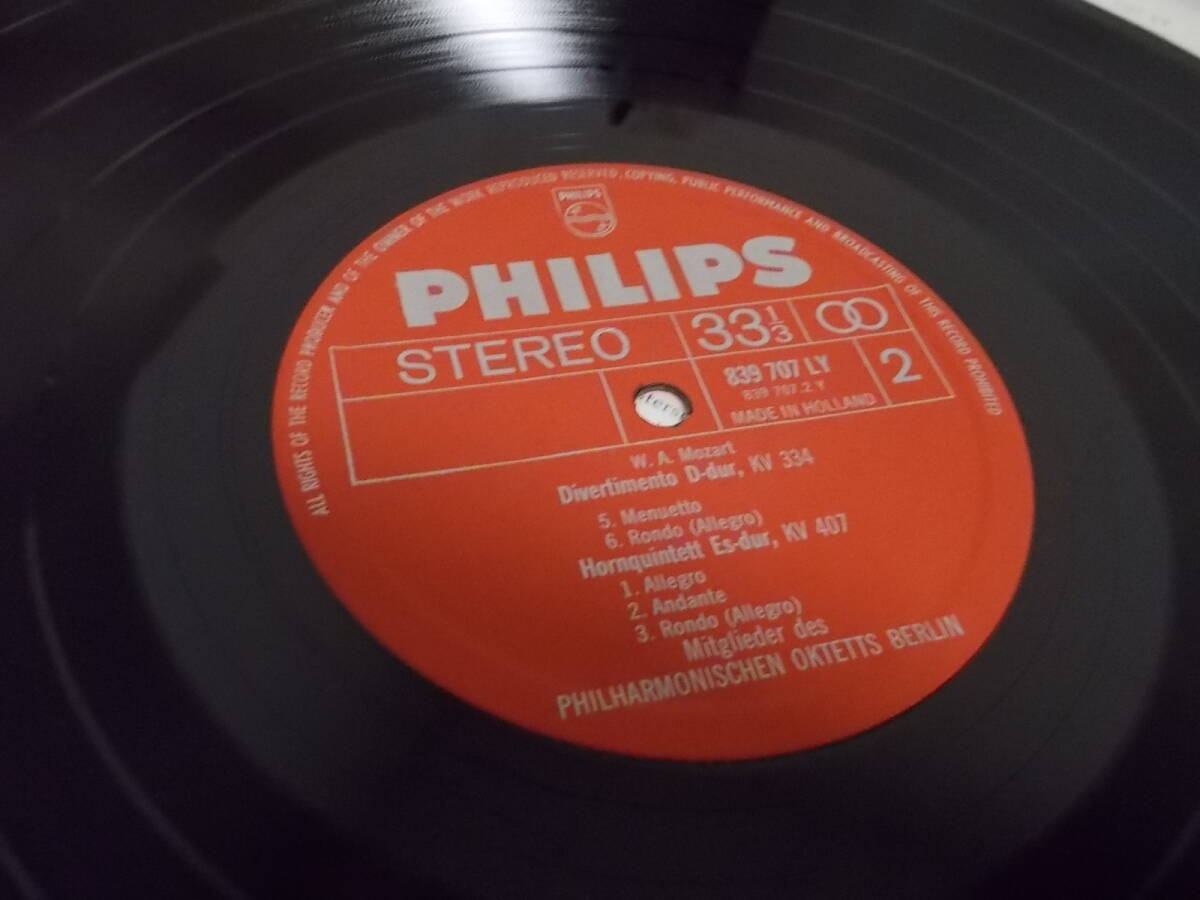 ALL RIGHTS OF THE RECORD PRODUCER AND OF THE OWNER OF THE WORK REPRODUCED RESERVED. COPYING, PUBLIC PERFORMANCE AND BROADCASTING OF THIS RECORD PROHIBITED
PHILIPS
PHILIPS
STEREO
33 1/3
839 707 LY
839 707.2 Y
2
MADE IN HOLLAND
W. A. Mozart
Divertimento D-dur, KV 334
5. Menuetto
6. Rondo (Allegro)
Hornquintett Es-dur, KV 407
1. Allegro
2. Andante
3. Rondo (Allegro)
Mitglieder des
PHILHARMONISCHEN OKTETTS BERLIN